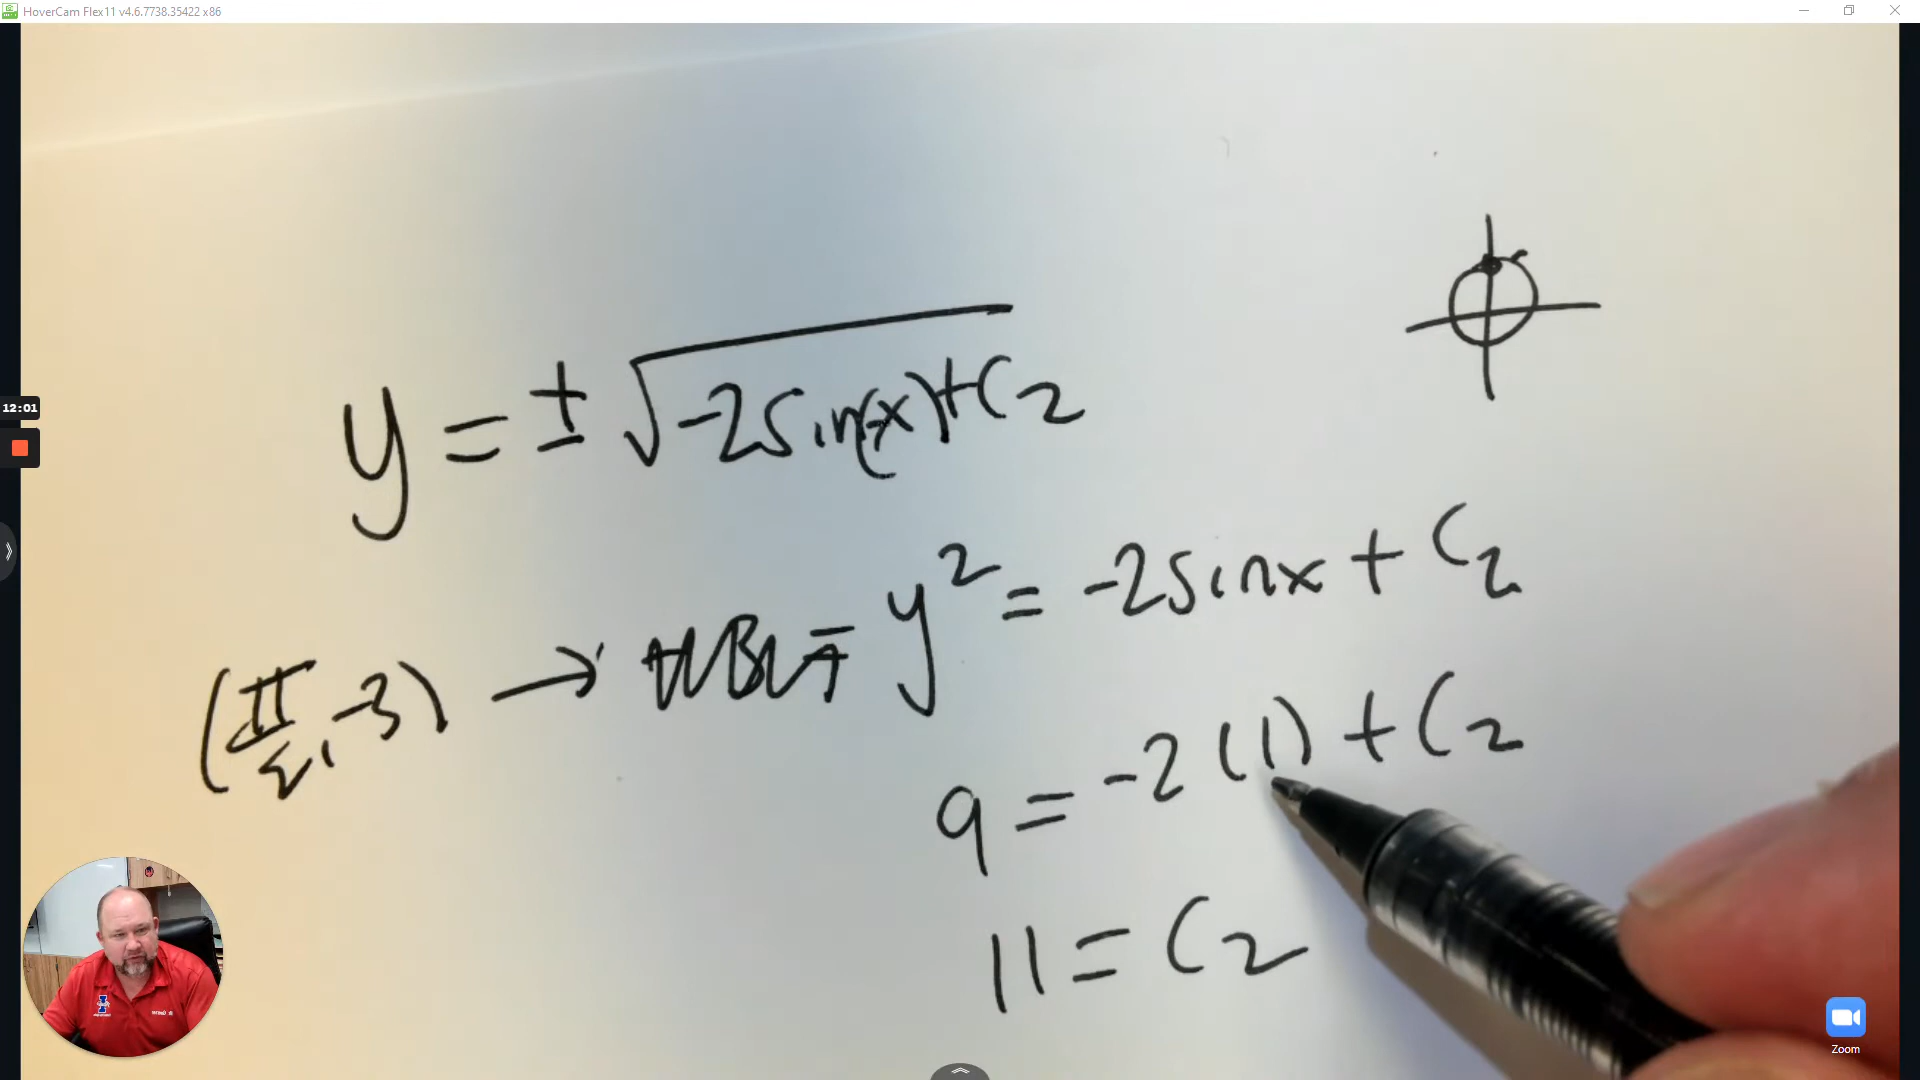 HoverCam Flex11 v4.6.7738.35422 x86
y = ± √-2Sin(x)+C2
12:01
y² = -2Sinx + C2
(π/2, -3) →
9 = -2(1) + C2
11 = C2
Zoom